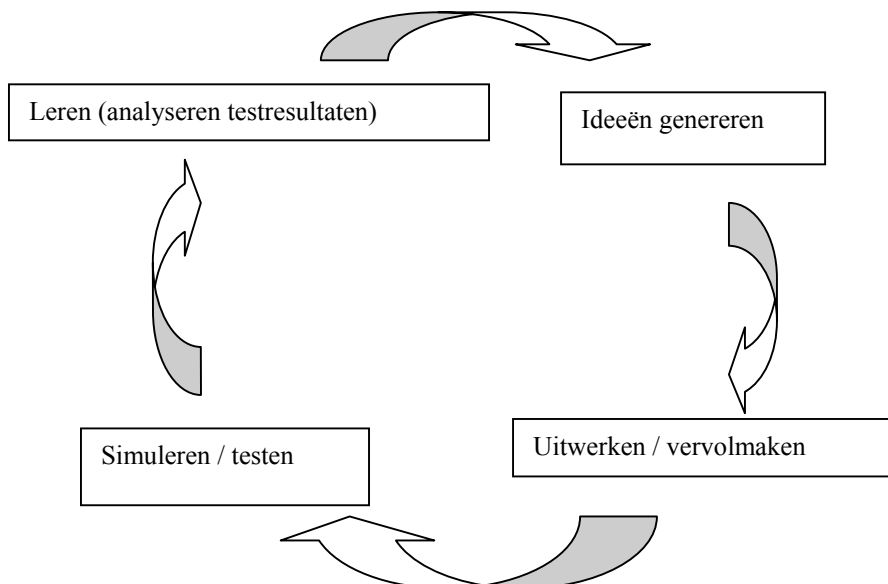 Leren (analyseren testresultaten)
Ideeën genereren
Simuleren / testen
Uitwerken / vervolmaken